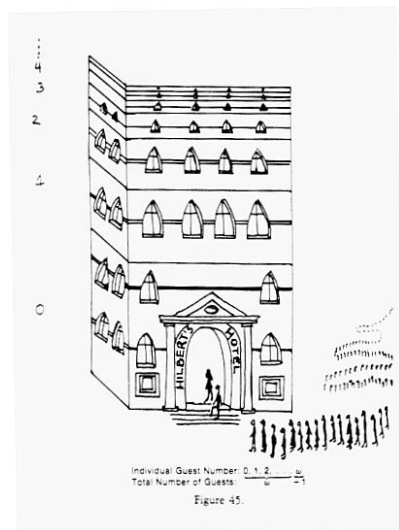 4
3
2
4
0
HILBERT'S HOTEL
Individual Guest Number: 0, 1, 2, . . . ω
Total Number of Guests: ω +1
Figure 45.